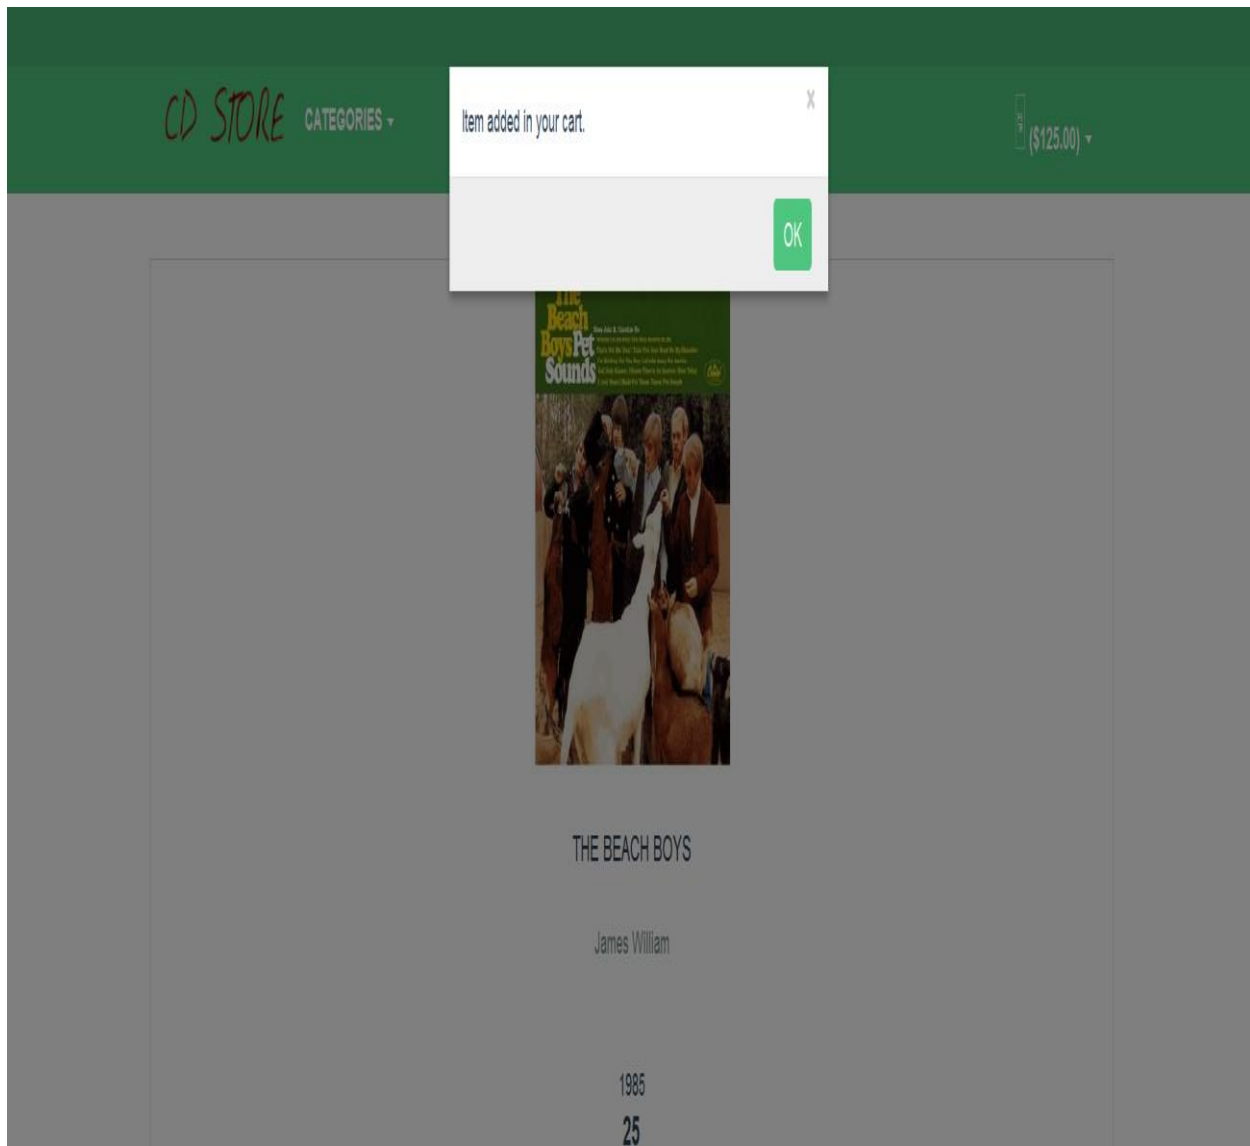 CD STORE
CATEGORIES
Item added in your cart.
x
($125.00)
OK
The
Beach
Boys Pet
Sounds
THE BEACH BOYS
James William
1985
25